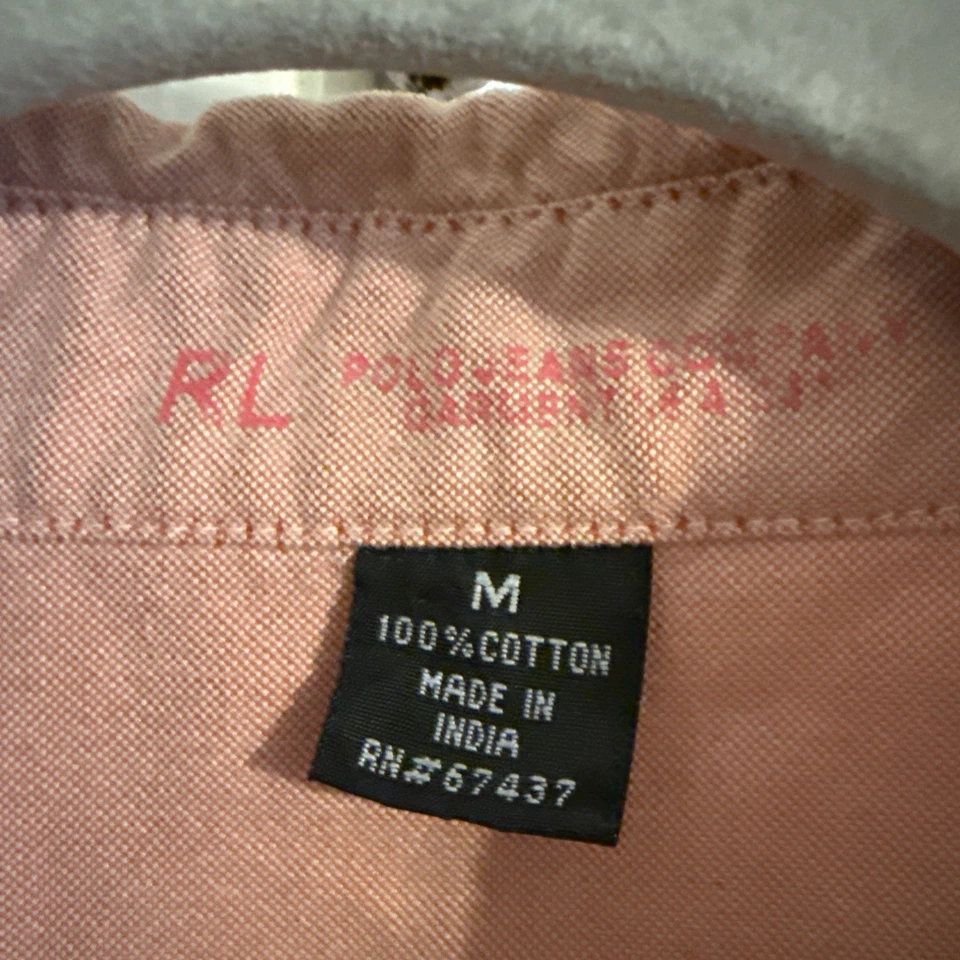 RL POLO JEANS COMPANY
GARMENT
M
100%COTTON
MADE IN
INDIA
RN#67437